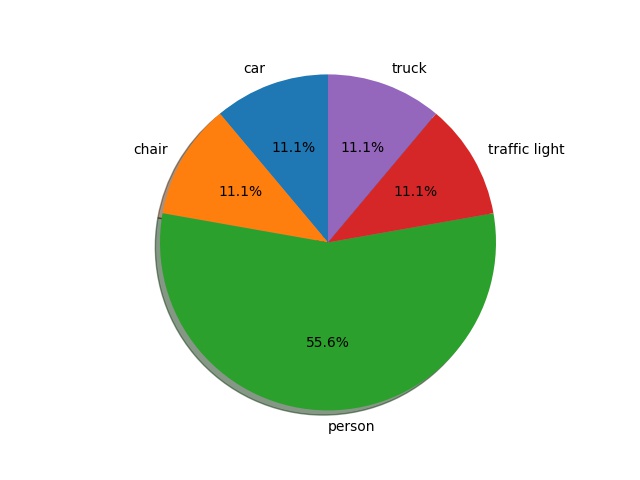 car
truck
chair
traffic light
11.1%
11.1%
11.1%
11.1%
55.6%
person